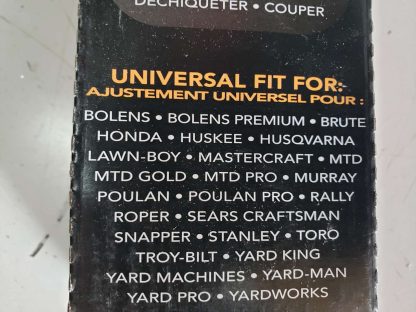 DÉCHIQUETER • COUPER
UNIVERSAL FIT FOR:
AJUSTEMENT UNIVERSEL POUR :
BOLENS • BOLENS PREMIUM • BRUTE
HONDA • HUSKEE • HUSQVARNA
LAWN-BOY • MASTERCRAFT • MTD
MTD GOLD • MTD PRO • MURRAY
POULAN • POULAN PRO • RALLY
ROPER • SEARS CRAFTSMAN
SNAPPER • STANLEY • TORO
TROY-BILT • YARD KING
YARD MACHINES • YARD-MAN
YARD PRO • YARDWORKS